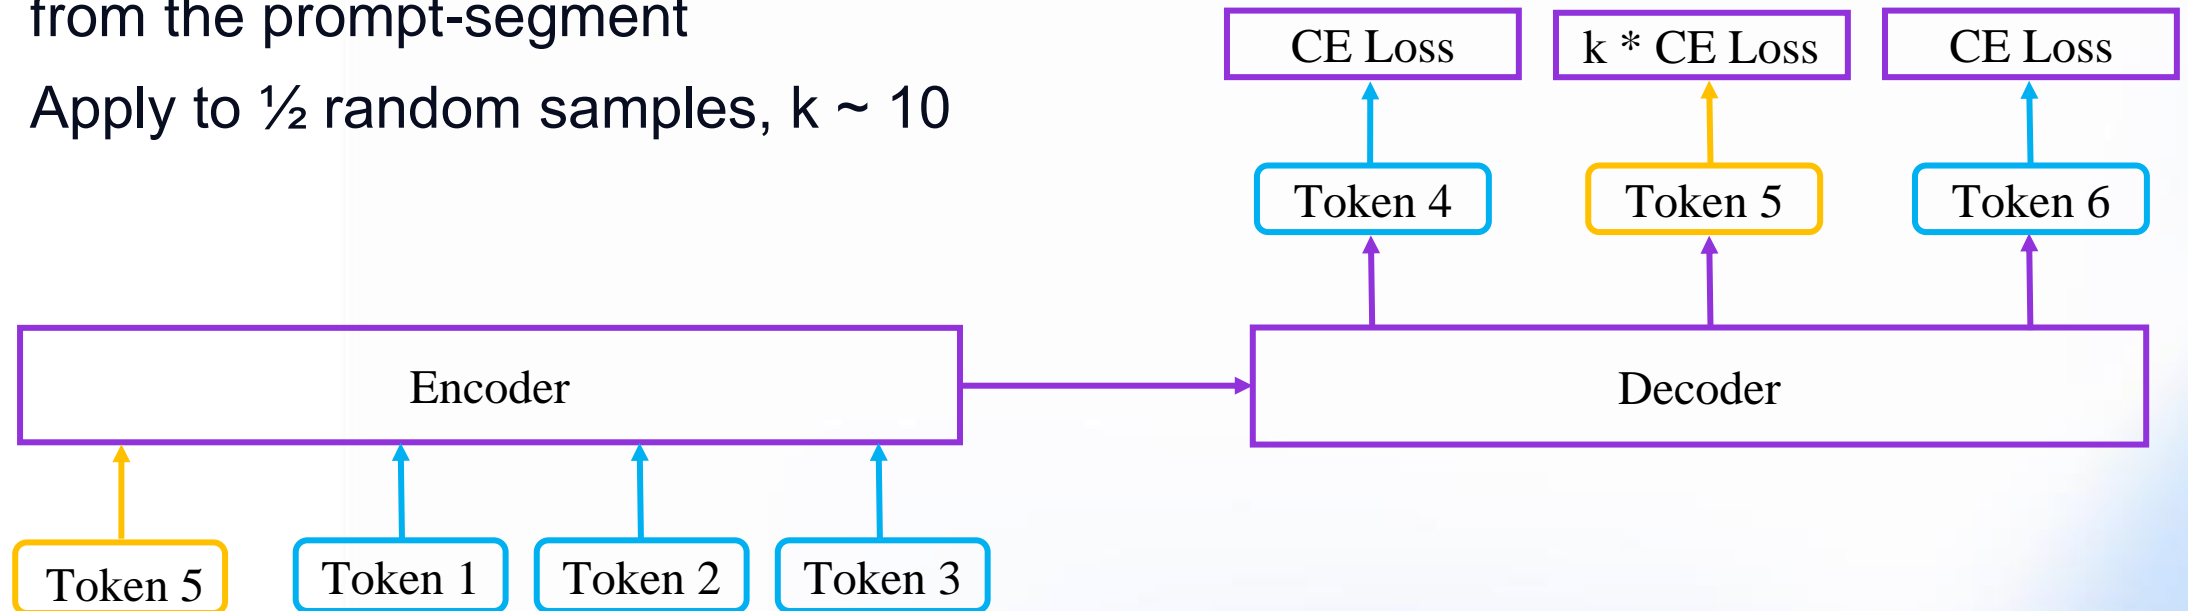 from the prompt-segment
Apply to ½ random samples, k ~ 10
CE Loss
k * CE Loss
CE Loss
Token 4
Token 5
Token 6
Encoder
Decoder
Token 5
Token 1
Token 2
Token 3